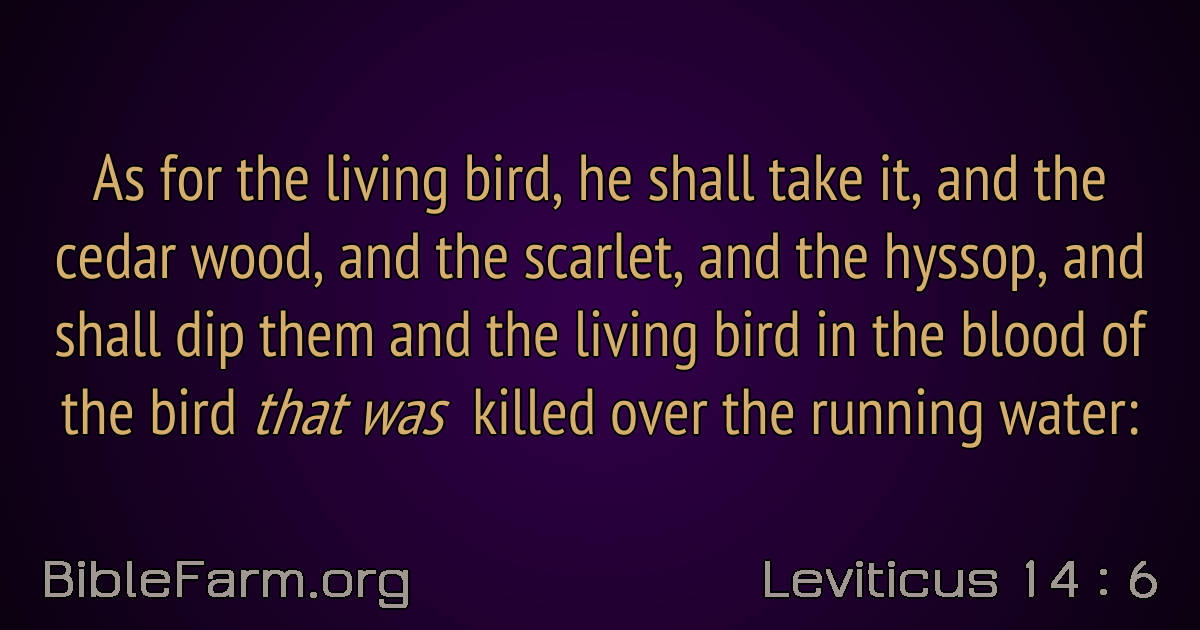 As for the living bird, he shall take it, and the
cedar wood, and the scarlet, and the hyssop, and
shall dip them and the living bird in the blood of
the bird that was killed over the running water:
BibleFarm.org
Leviticus 14 : 6